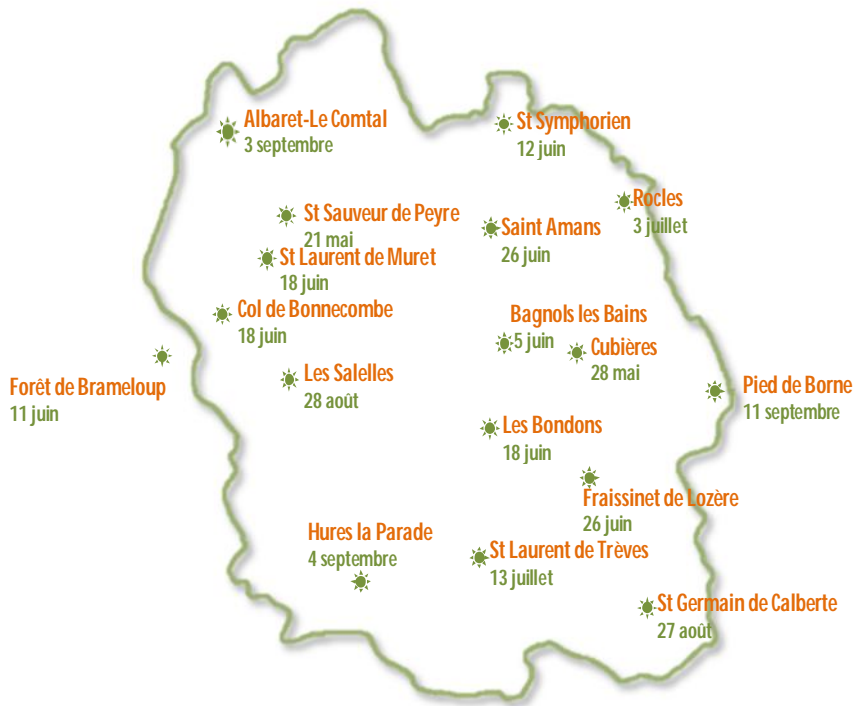 Albaret-Le Comtal
3 septembre
St Symphorien
12 juin
Rocles
3 juillet
St Sauveur de Peyre
21 mai
Saint Amans
26 juin
St Laurent de Muret
18 juin
Col de Bonnecombe
18 juin
Bagnols les Bains
5 juin
Cubières
28 mai
Forêt de Brameloup
11 juin
Les Salelles
28 août
Pied de Borne
11 septembre
Les Bondons
18 juin
Fraissinet de Lozère
26 juin
Hures la Parade
4 septembre
St Laurent de Trèves
13 juillet
St Germain de Calberte
27 août